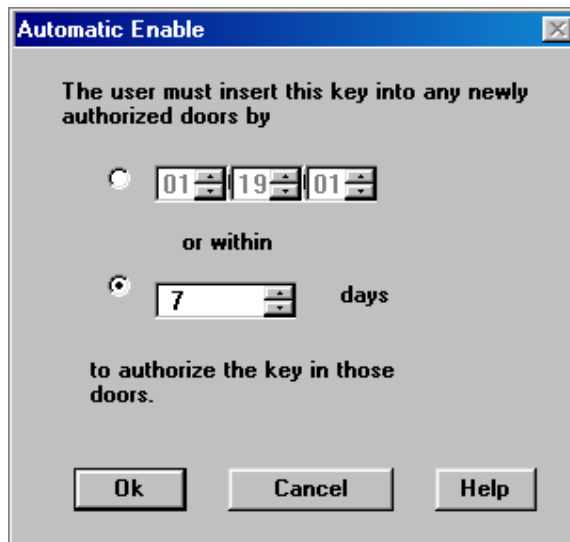 Automatic Enable
The user must insert this key into any newly
authorized doors by
01 19 01
or within
7 days
to authorize the key in those
doors.
Ok Cancel Help